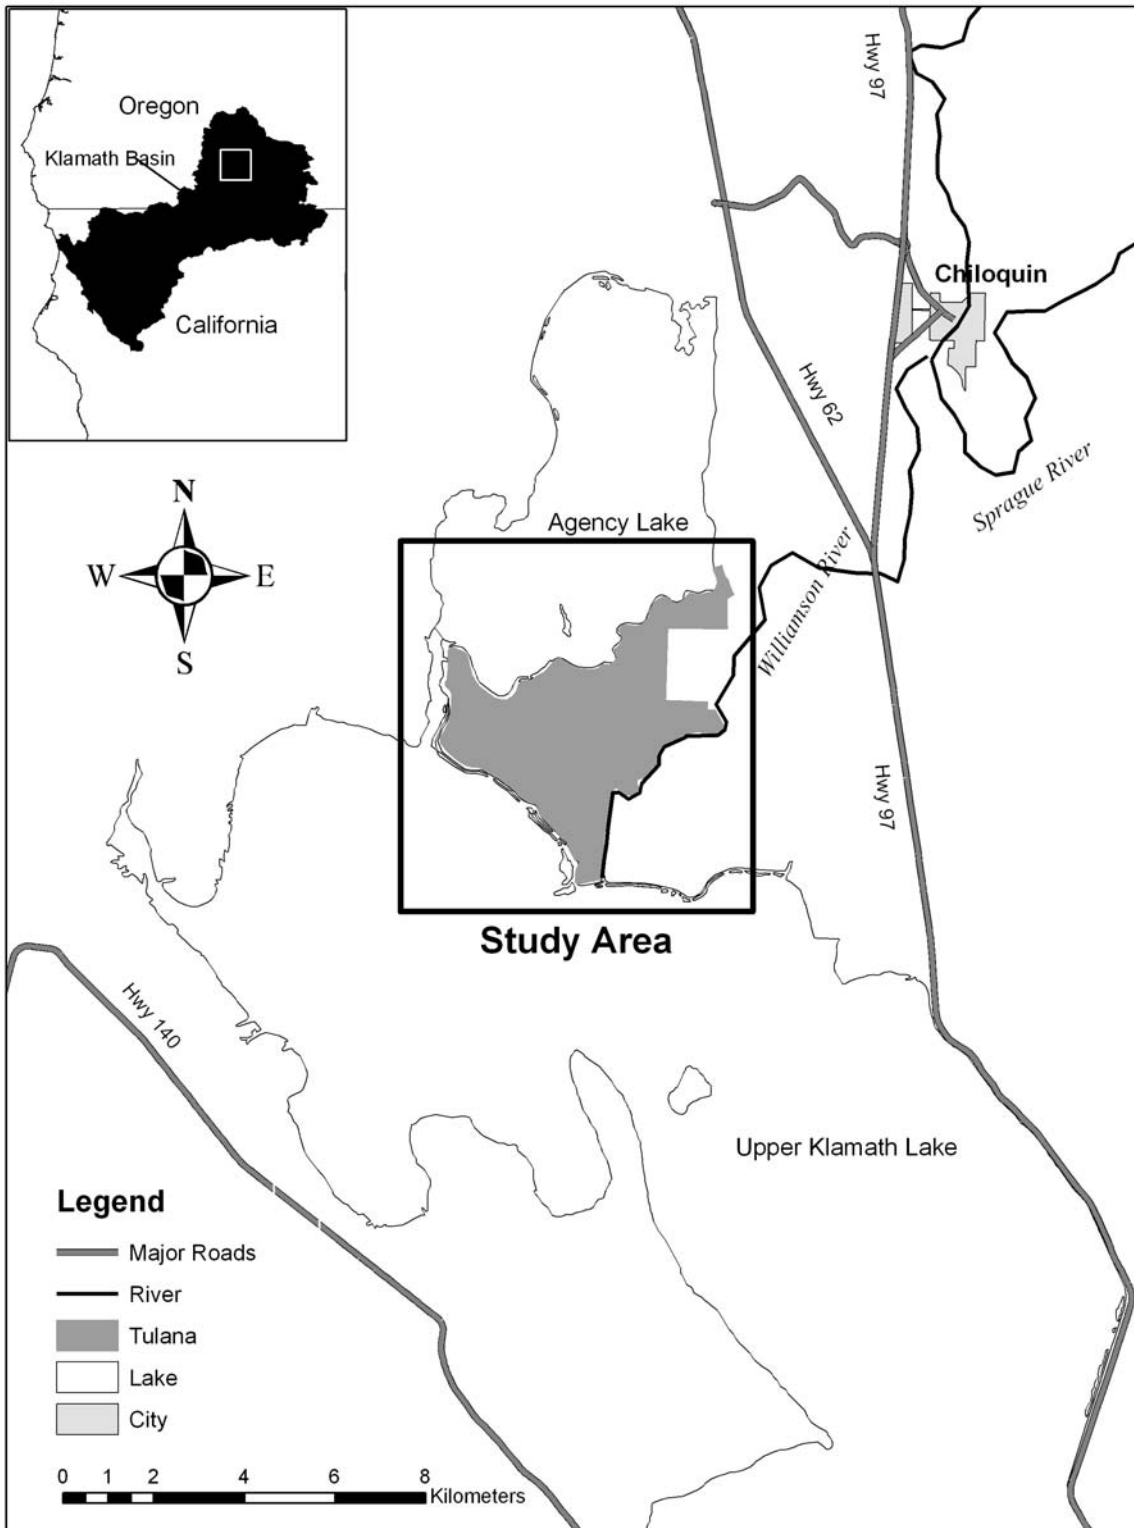 Oregon
Klamath Basin
California
Hwy 97
Chiloquin
Hwy 62
Sprague River
N
W
E
S
Agency Lake
Williamson River
Hwy 97
Study Area
Hwy 140
Upper Klamath Lake
Legend
Major Roads
River
Tulana
Lake
City
0 1 2 4 6 8
Kilometers